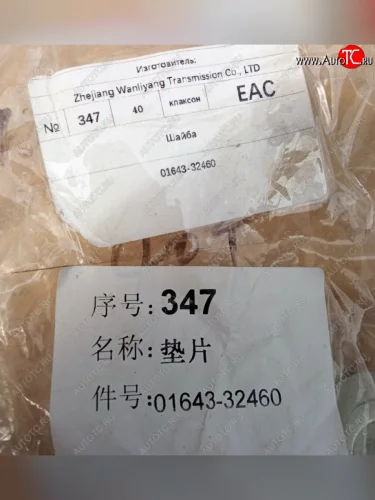 AutoTC.ru
Изготовитель:
Zhejiang Wanliyang Transmission Co., LTD
№ 347 40 клаксон EAC
Шайба
01643-32460
序号:347
名称:垫片
件号:01643-32460